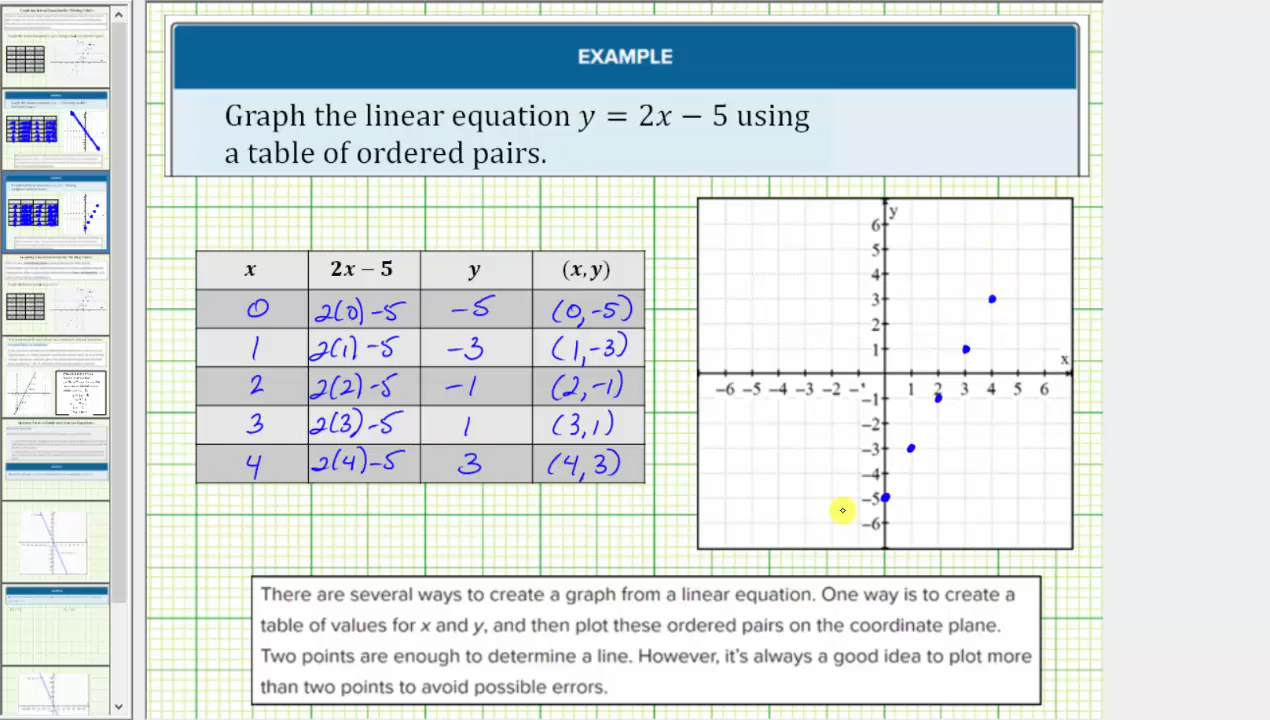 EXAMPLE
Graph the linear equation y = 2x − 5 using
a table of ordered pairs.
x 2x − 5 y (x, y)
0 2(0)-5 -5 (0,-5)
1 2(1)-5 -3 (1,-3)
2 2(2)-5 -1 (2,-1)
3 2(3)-5 1 (3,1)
4 2(4)-5 3 (4,3)
y
6
5
4
3
2
1
x
−6 −5 −4 −3 −2 −1 1 2 3 4 5 6
−1
−2
−3
−4
−5
−6
There are several ways to create a graph from a linear equation. One way is to create a
table of values for x and y, and then plot these ordered pairs on the coordinate plane.
Two points are enough to determine a line. However, it's always a good idea to plot more
than two points to avoid possible errors.